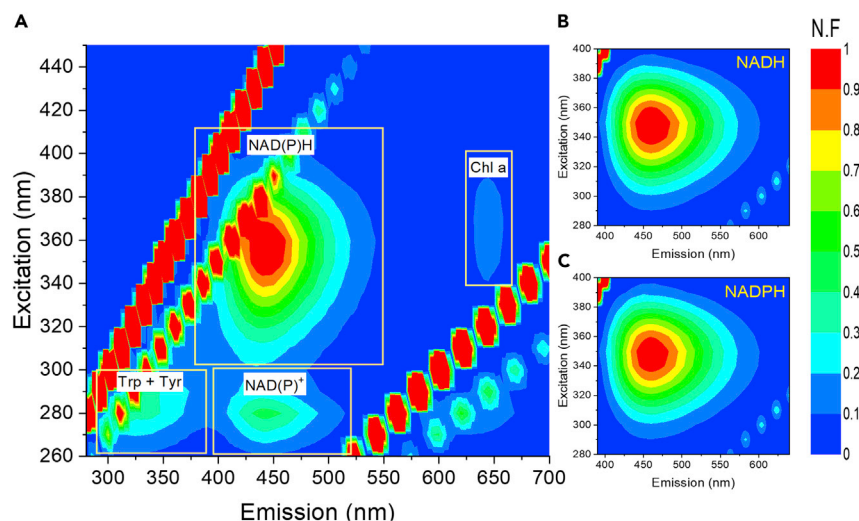 A
B
C
N.F
NADH
NADPH
NAD(P)H
Chl a
Trp + Tyr
NAD(P)+
Excitation (nm)
440
420
400
380
360
340
320
300
280
260
300 350 400 450 500 550 600 650 700
Emission (nm)
Excitation (nm)
400
380
360
340
320
300
280
400 450 500 550 600
Emission (nm)
Excitation (nm)
400
380
360
340
320
300
280
400 450 500 550 600
Emission (nm)
1
0.9
0.8
0.7
0.6
0.5
0.4
0.3
0.2
0.1
0